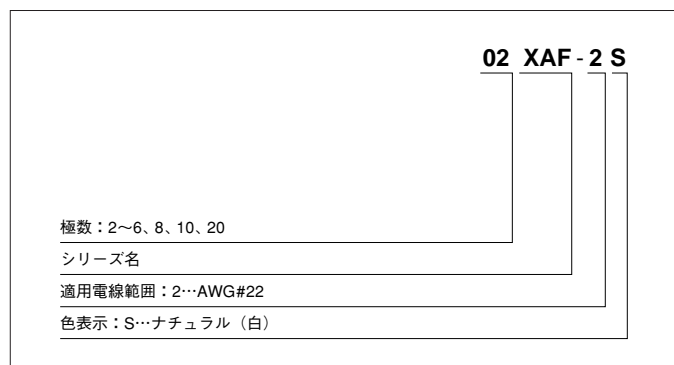 02 XAF - 2 S
極数：2～6、8、10、20
シリーズ名
適用電線範囲：2…AWG#22
色表示：S…ナチュラル（白）